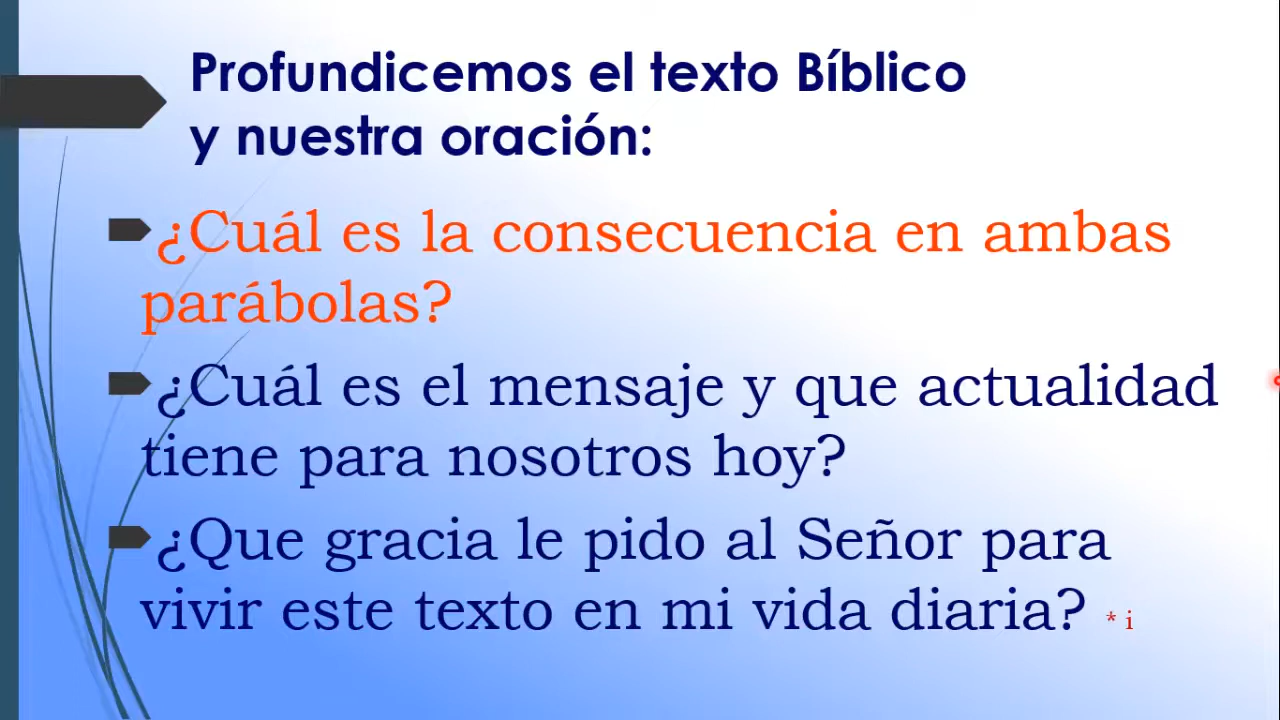 Profundicemos el texto Bíblico
y nuestra oración:
¿Cuál es la consecuencia en ambas
parábolas?
¿Cuál es el mensaje y que actualidad
tiene para nosotros hoy?
¿Que gracia le pido al Señor para
vivir este texto en mi vida diaria? * i